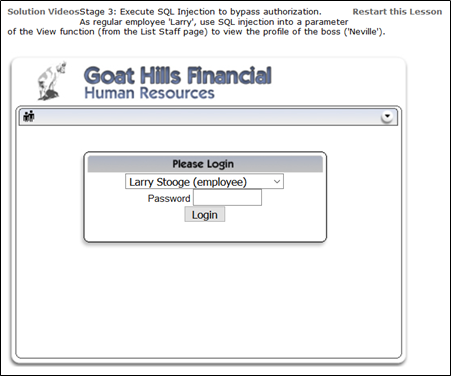 Solution Videos Stage 3: Execute SQL Injection to bypass authorization. Restart this Lesson
As regular employee 'Larry', use SQL injection into a parameter
of the View function (from the List Staff page) to view the profile of the boss ('Neville').
Goat Hills Financial
Human Resources
Please Login
Larry Stooge (employee)
Password
Login